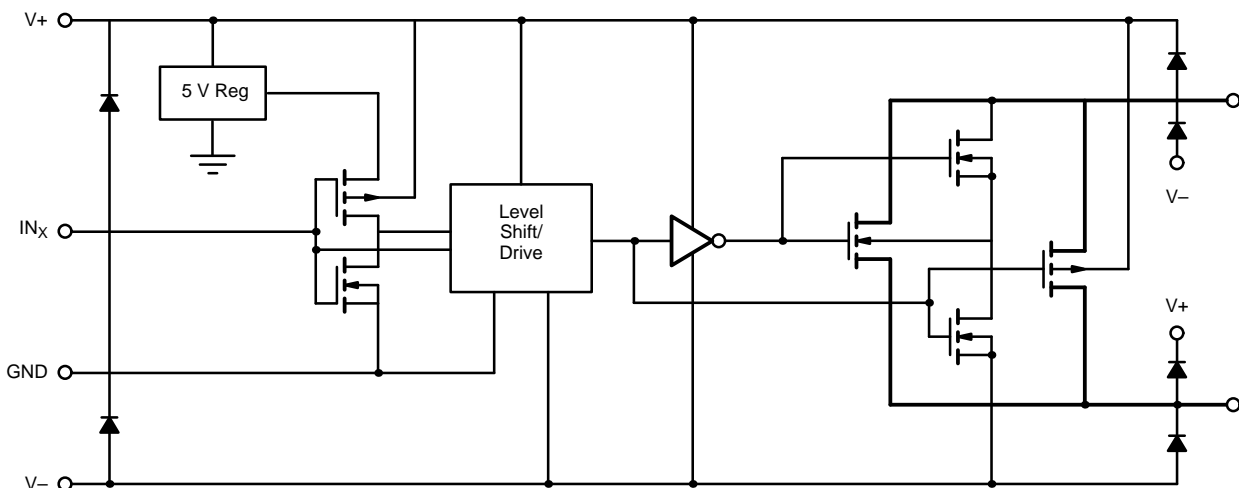 V+
5 V Reg
V–
INX
Level
Shift/
Drive
V+
GND
V–